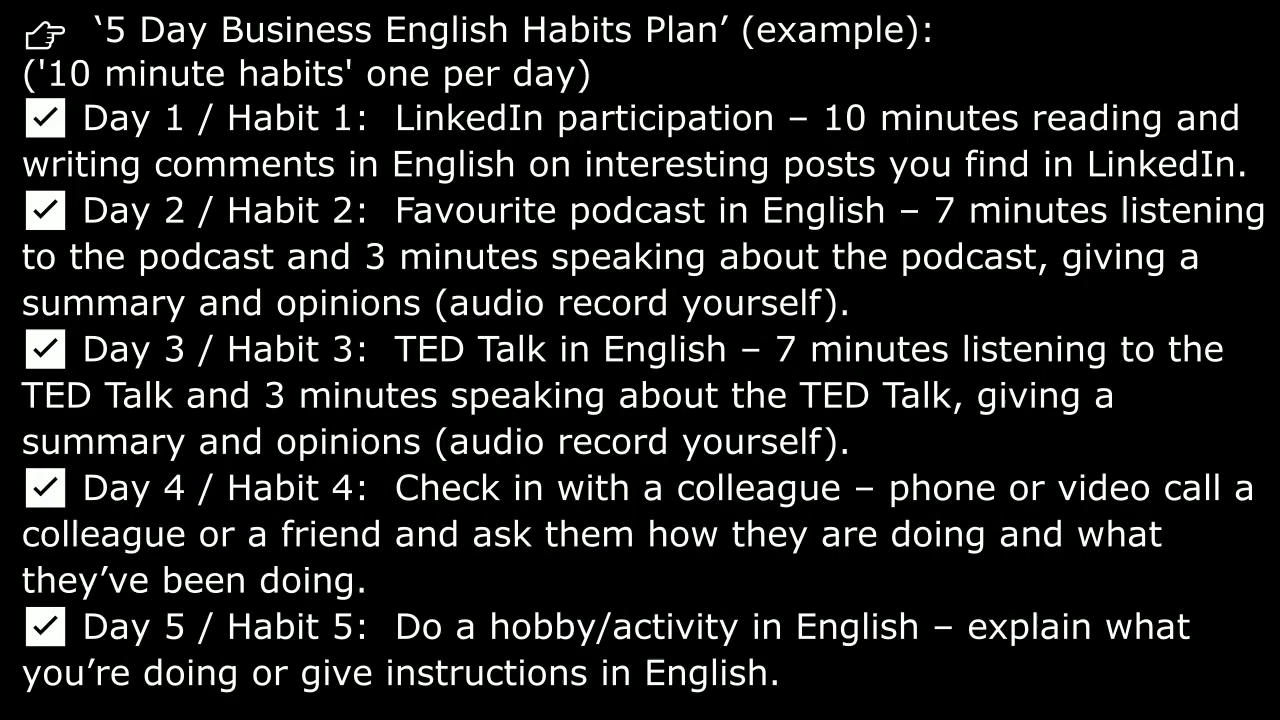 👉 ‘5 Day Business English Habits Plan’ (example):
('10 minute habits' one per day)
☑ Day 1 / Habit 1: LinkedIn participation – 10 minutes reading and
writing comments in English on interesting posts you find in LinkedIn.
☑ Day 2 / Habit 2: Favourite podcast in English – 7 minutes listening
to the podcast and 3 minutes speaking about the podcast, giving a
summary and opinions (audio record yourself).
☑ Day 3 / Habit 3: TED Talk in English – 7 minutes listening to the
TED Talk and 3 minutes speaking about the TED Talk, giving a
summary and opinions (audio record yourself).
☑ Day 4 / Habit 4: Check in with a colleague – phone or video call a
colleague or a friend and ask them how they are doing and what
they’ve been doing.
☑ Day 5 / Habit 5: Do a hobby/activity in English – explain what
you’re doing or give instructions in English.